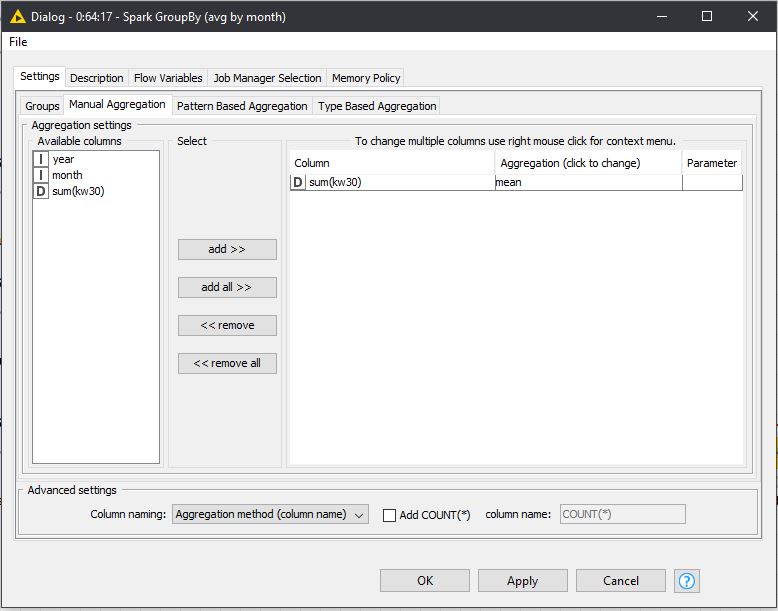 Dialog - 0:64:17 - Spark GroupBy (avg by month)
File
Settings Description Flow Variables Job Manager Selection Memory Policy
Groups Manual Aggregation Pattern Based Aggregation Type Based Aggregation
Aggregation settings
Available columns
I year
I month
D sum(kw30)
Select
add >>
add all >>
<< remove
<< remove all
To change multiple columns use right mouse click for context menu.
Column Aggregation (click to change) Parameter
D sum(kw30) mean
Advanced settings
Column naming: Aggregation method (column name) Add COUNT(*) column name: COUNT(*)
OK Apply Cancel ?